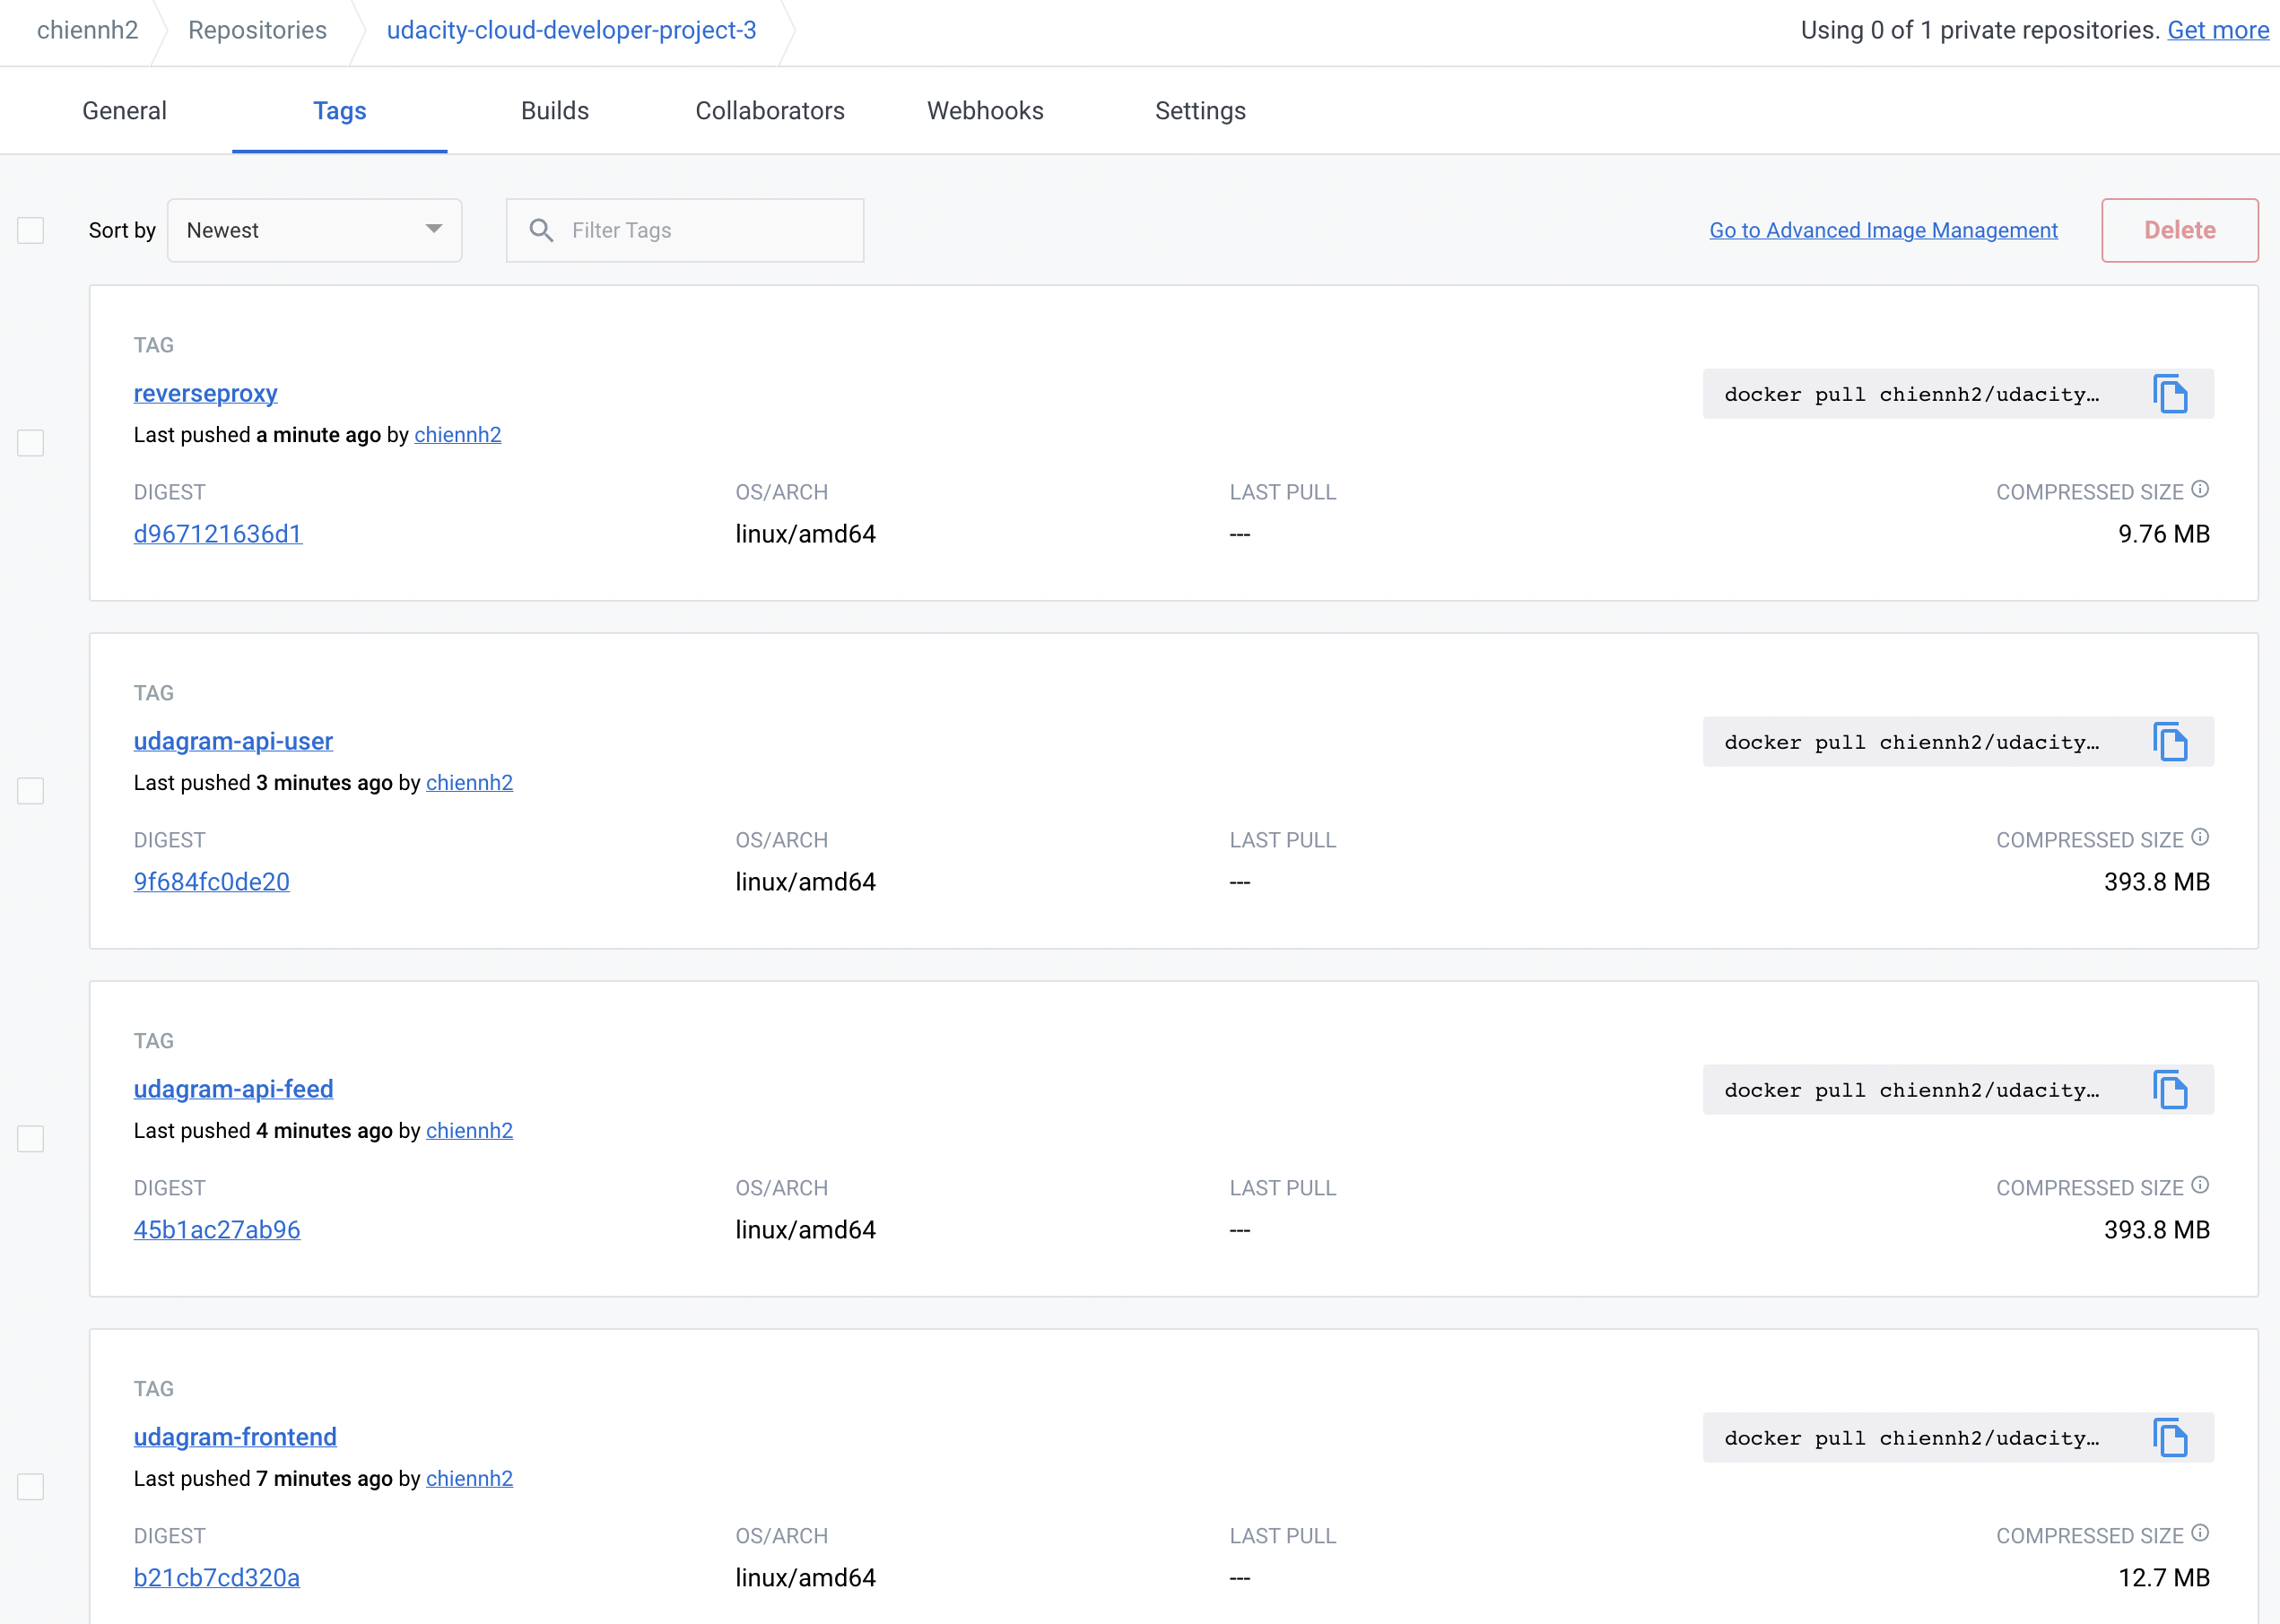 chiennh2 Repositories udacity-cloud-developer-project-3 Using 0 of 1 private repositories. Get more
General Tags Builds Collaborators Webhooks Settings
Sort by Newest Filter Tags Go to Advanced Image Management Delete
TAG
reverseproxy docker pull chiennh2/udacity…
Last pushed a minute ago by chiennh2
DIGEST OS/ARCH LAST PULL COMPRESSED SIZE
d967121636d1 linux/amd64 --- 9.76 MB
TAG
udagram-api-user docker pull chiennh2/udacity…
Last pushed 3 minutes ago by chiennh2
DIGEST OS/ARCH LAST PULL COMPRESSED SIZE
9f684fc0de20 linux/amd64 --- 393.8 MB
TAG
udagram-api-feed docker pull chiennh2/udacity…
Last pushed 4 minutes ago by chiennh2
DIGEST OS/ARCH LAST PULL COMPRESSED SIZE
45b1ac27ab96 linux/amd64 --- 393.8 MB
TAG
udagram-frontend docker pull chiennh2/udacity…
Last pushed 7 minutes ago by chiennh2
DIGEST OS/ARCH LAST PULL COMPRESSED SIZE
b21cb7cd320a linux/amd64 --- 12.7 MB